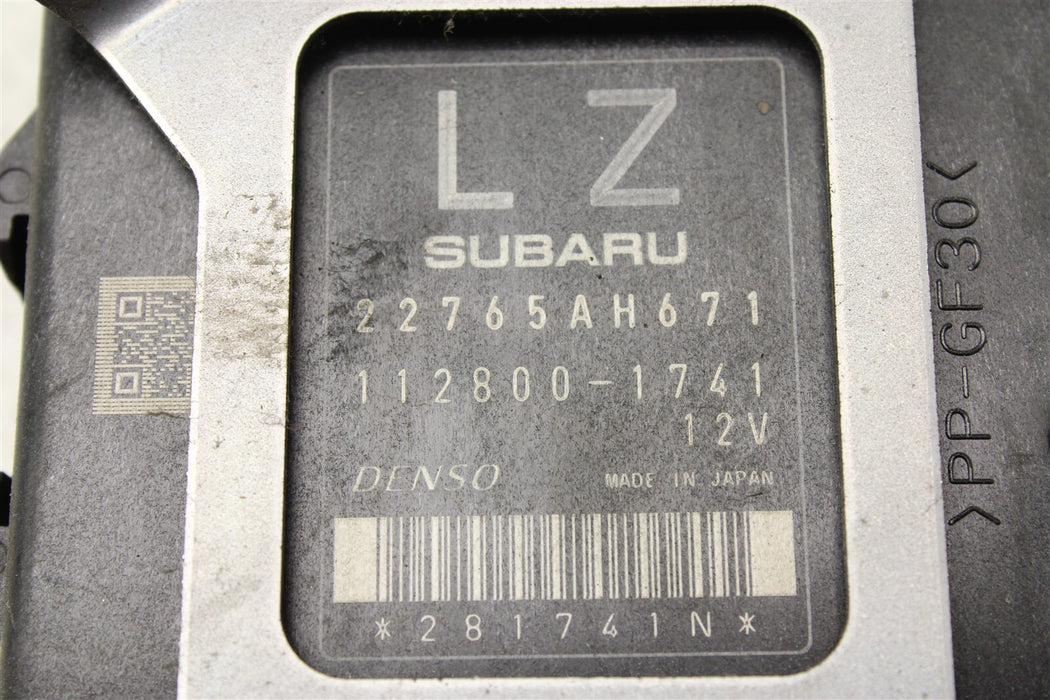 L Z
SUBARU
22765AH671
112800-1741
12V
DENSO
MADE IN JAPAN
*281741N*
>PP-GF30<